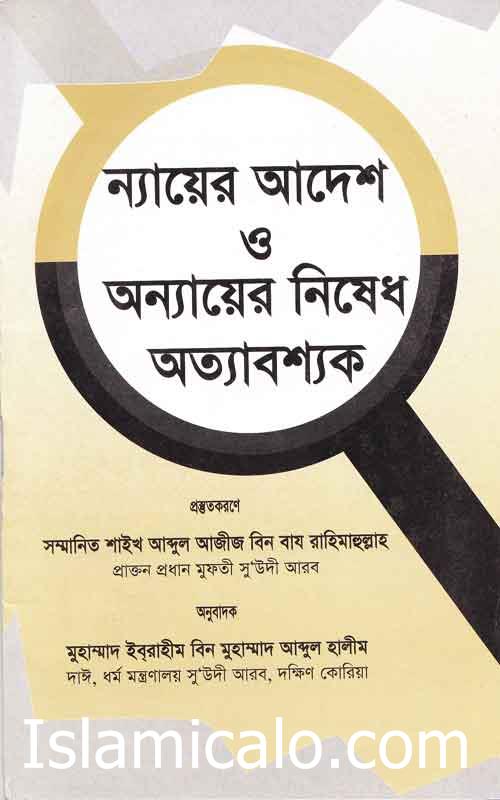 ন্যায়ের আদেশ
ও
অন্যায়ের নিষেধ
অত্যাবশ্যক
প্রস্তুতকরণে
সম্মানিত শাইখ আব্দুল আজীজ বিন বায রাহিমাহুল্লাহ
প্রাক্তন প্রধান মুফতী সু‘উদী আরব
অনুবাদক
মুহাম্মাদ ইবরাহীম বিন মুহাম্মাদ আব্দুল হালীম
দাঈ, ধর্ম মন্ত্রণালয় সু‘উদী আরব, দক্ষিণ কোরিয়া
Islamicalo.com